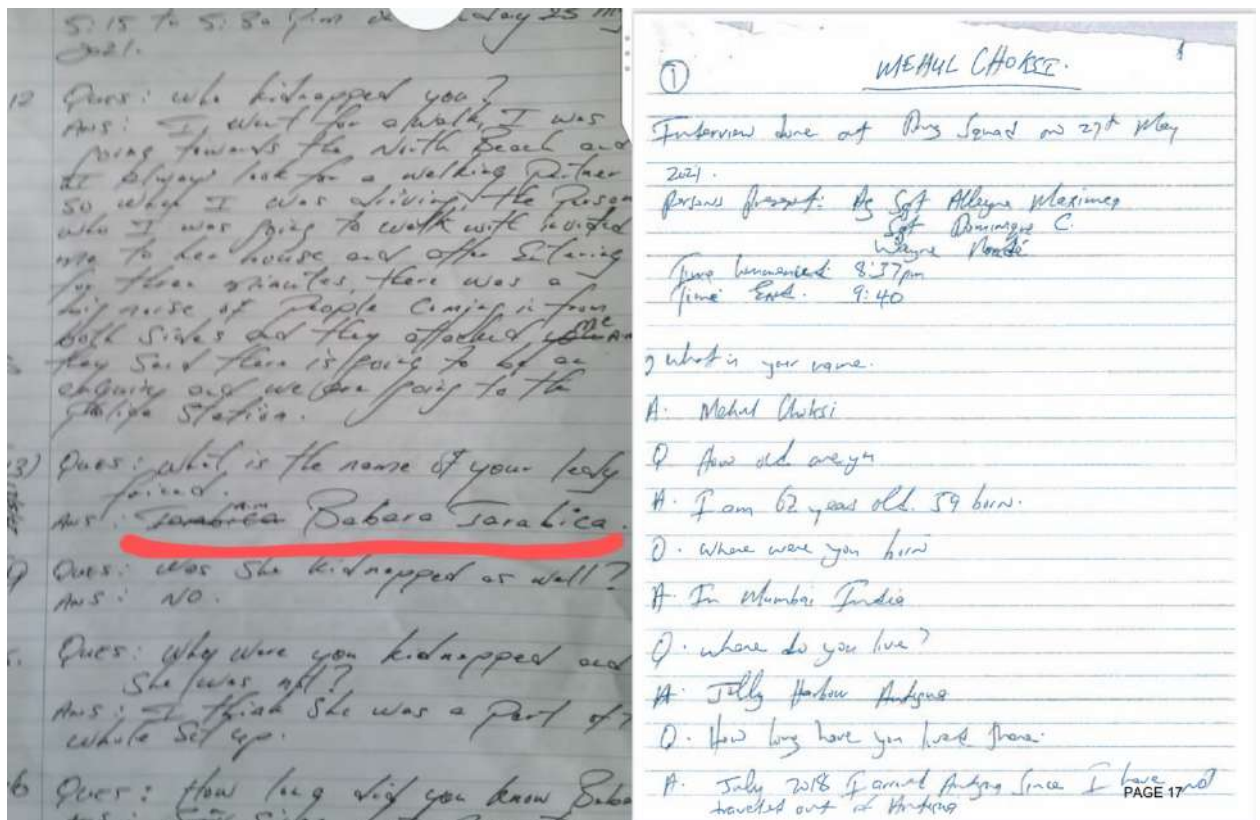 5:15 to 5:30 pm day 25
2021.
12 Ques: Who kidnapped you?
Ans: I went for a walk, I was
going towards the North Beach and
I always look for a walking Partner
so when I was driving, the Person
who I was going to walk with invited
me to her house and after
for three minutes, there was a
big noise of People coming in from
both sides and they attacked me
they said there is going to be an
enquiry and we are going to the
Police Station.
13) Ques: What is the name of your lady
friend.
Ans: Babara Jarabica.
Ques: Was she kidnapped as well?
Ans: NO.
Ques: Why were you kidnapped and
she was not?
Ans: I think she was a Part of
whole Set up.
16 Ques: How long did you know Baba
1
MEHUL CHOKSI.
Interview done at Drug Squad on 27th May
2021.
Persons Present: Ag Sgt Alleyne Maximea
Sgt Dominique C.
Wayne
Time Commenced: 8:37pm
Time End. 9:40
What is your name.
A. Mehul Choksi
Q How old are you
A. I am 62 years old. 59 born.
Q. Where were you born
A. In Mumbai India
Q. where do you live?
A. Jolly Harbour Antigua
Q. How long have you lived there.
A. July 2018 I arrived Antigua Since I have not
travelled out of Antigua
PAGE 17